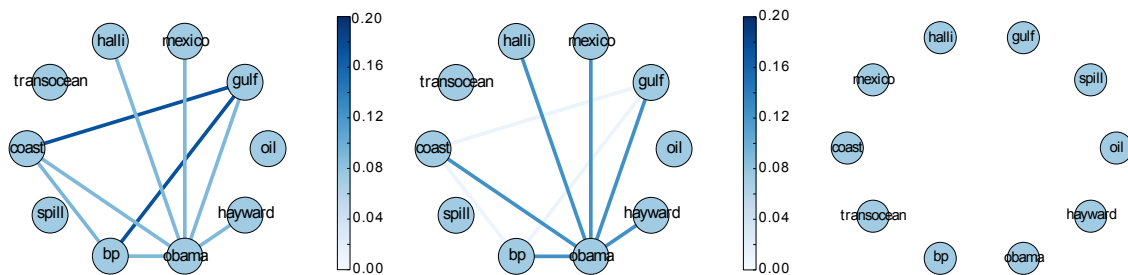 halli
mexico
transocean
gulf
coast
oil
spill
hayward
bp
obama
0.20
0.16
0.12
0.08
0.04
0.00
halli
mexico
transocean
gulf
coast
oil
spill
hayward
bp
obama
0.20
0.16
0.12
0.08
0.04
0.00
halli
gulf
mexico
spill
coast
oil
transocean
hayward
bp
obama